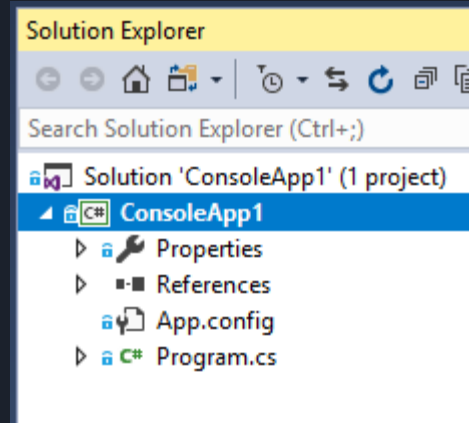 Solution Explorer
Search Solution Explorer (Ctrl+;)
Solution 'ConsoleApp1' (1 project)
C# ConsoleApp1
Properties
References
App.config
C# Program.cs